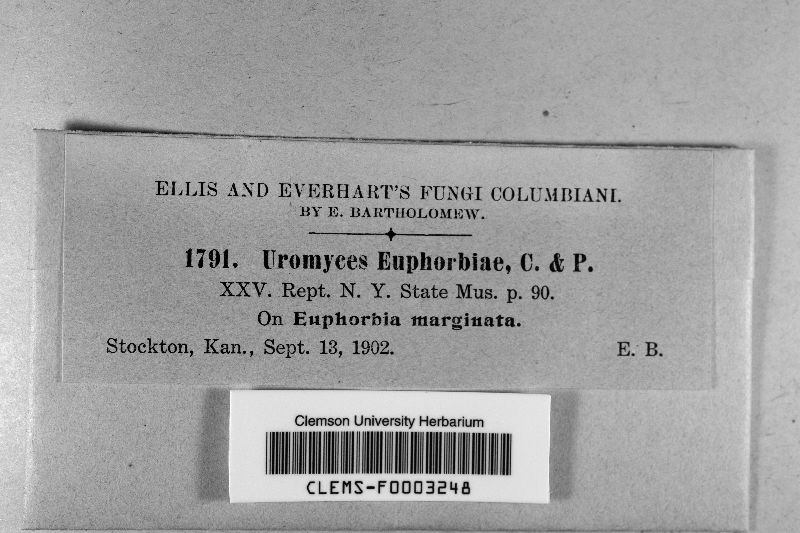 ELLIS AND EVERHART'S FUNGI COLUMBIANI.
BY E. BARTHOLOMEW.
1791. Uromyces Euphorbiae, C. & P.
XXV. Rept. N. Y. State Mus. p. 90.
On Euphorbia marginata.
Stockton, Kan., Sept. 13, 1902. E. B.
Clemson University Herbarium
CLEMS-F0003248